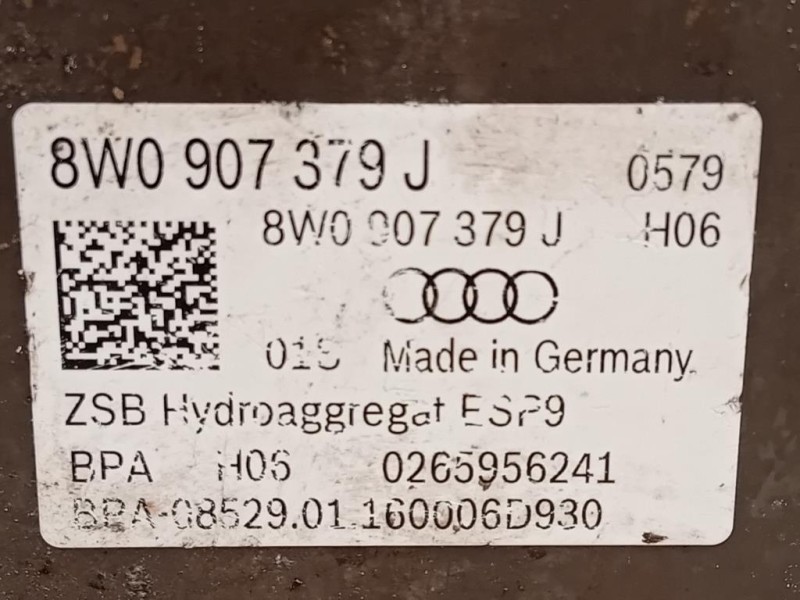 8W0 907 379 J 0579
8W0 907 379 J H06
Made in Germany
ZSB Hydroaggregat ESP9
BPA H06 0265956241
BPA-08529.01.160006D930